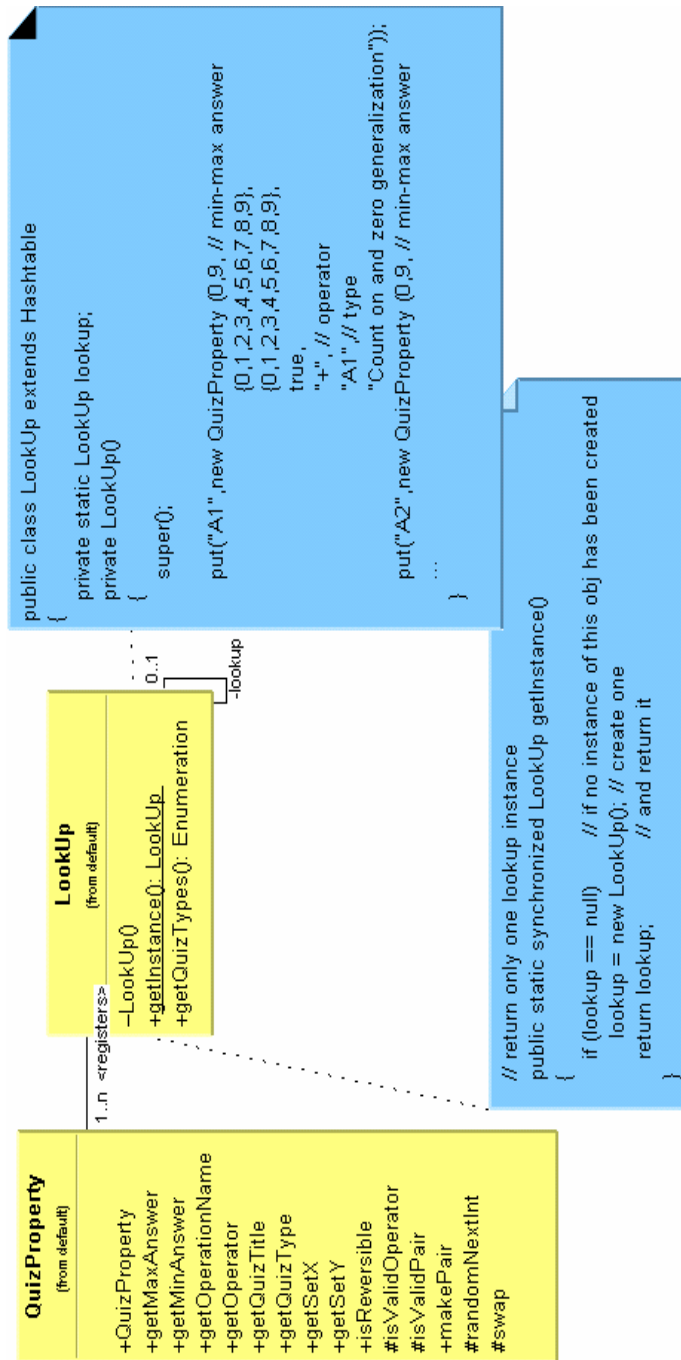 QuizProperty
(from default)
+QuizProperty
+getMaxAnswer
+getMinAnswer
+getOperationName
+getOperator
+getQuizTitle
+getQuizType
+getSetX
+getSetY
+isReversible
#isValidOperator
#isValidPair
+makePair
#randomNextInt
#swap
1..n <registers>
LookUp
(from default)
-LookUp()
+getInstance(): LookUp
+getQuizTypes(): Enumeration
0..1
-lookup
public class LookUp extends Hashtable
{
private static LookUp lookup;
private LookUp()
{
super();
put("A1",new QuizProperty (0,9, // min-max answer
{0,1,2,3,4,5,6,7,8,9},
{0,1,2,3,4,5,6,7,8,9},
true,
"+", // operator
"A1",// type
"Count on and zero generalization"));
put("A2",new QuizProperty (0,9, // min-max answer
...
}
// return only one lookup instance
public static synchronized LookUp getInstance()
{
if (lookup == null) // if no instance of this obj has been created
lookup = new LookUp(); // create one
return lookup; // and return it
}